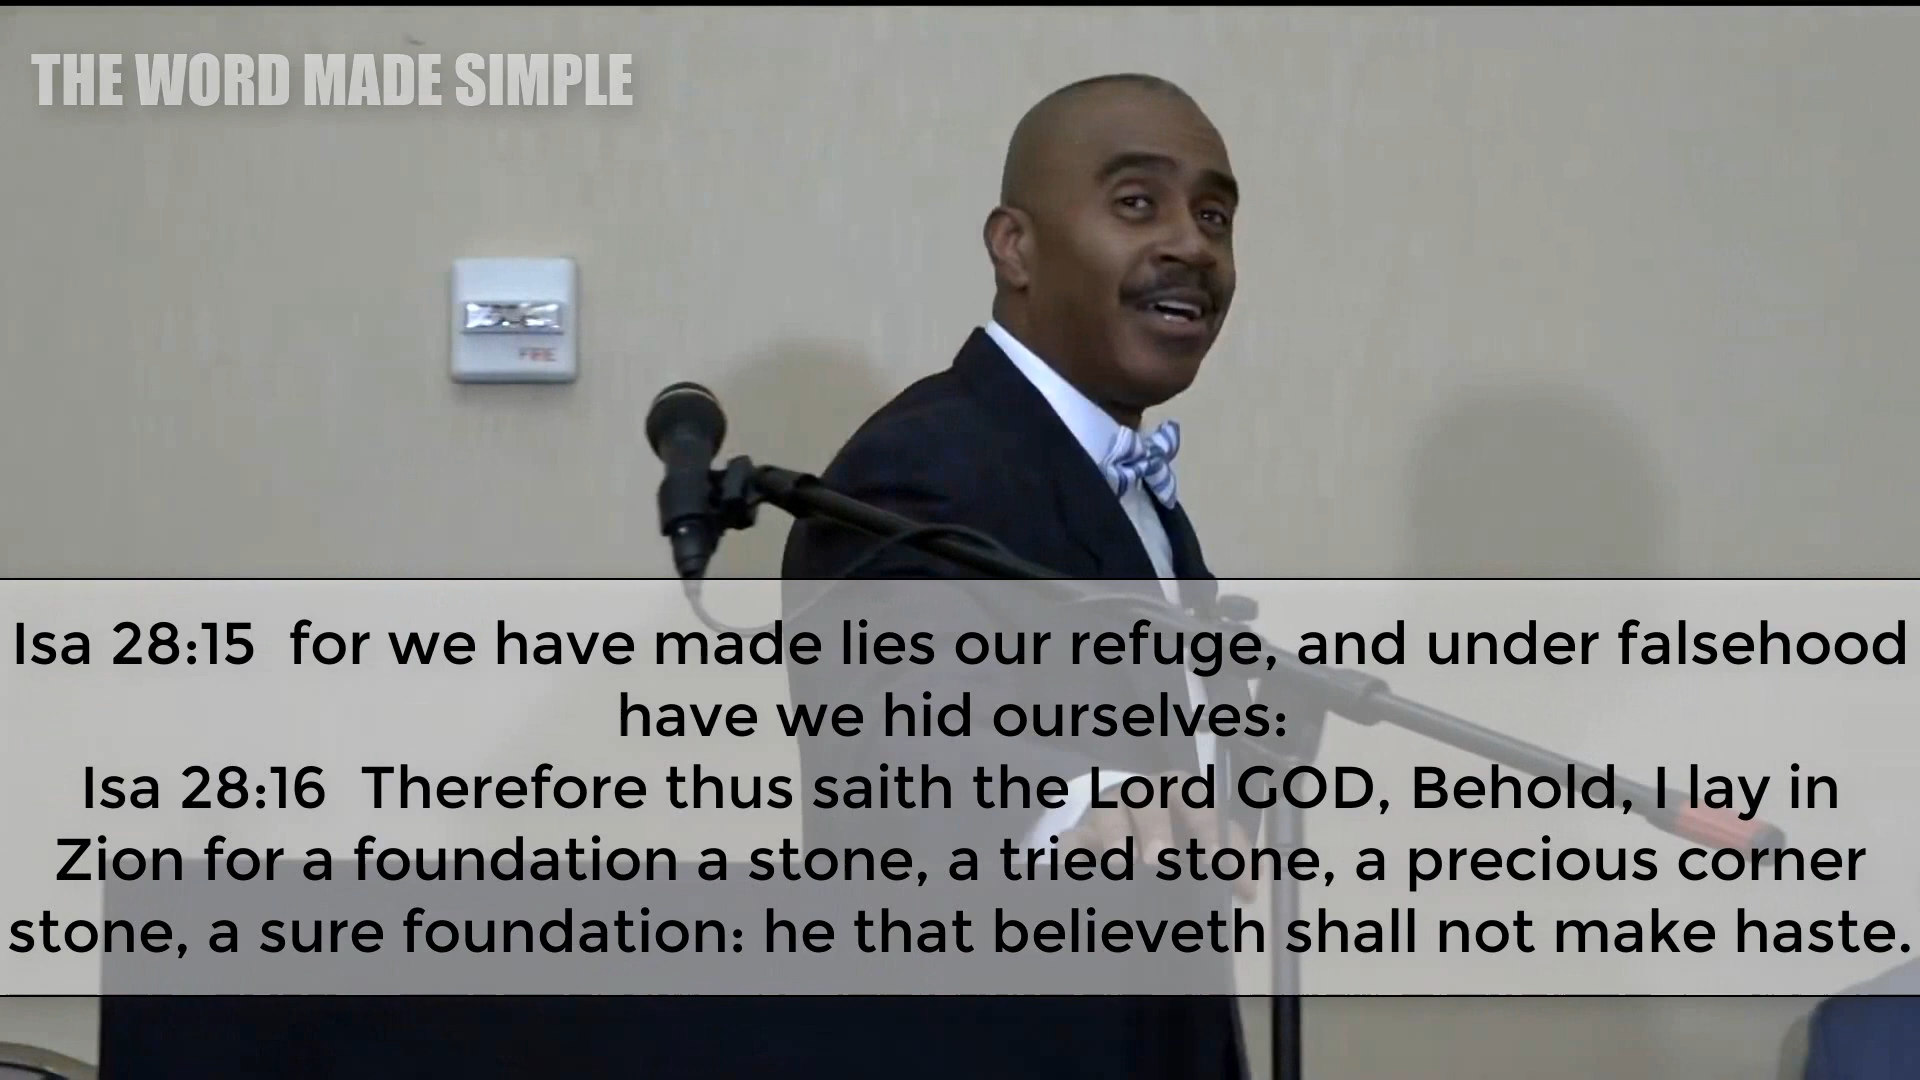 THE WORD MADE SIMPLE
FIRE
Isa 28:15  for we have made lies our refuge, and under falsehood
have we hid ourselves:
Isa 28:16  Therefore thus saith the Lord GOD, Behold, I lay in
Zion for a foundation a stone, a tried stone, a precious corner
stone, a sure foundation: he that believeth shall not make haste.